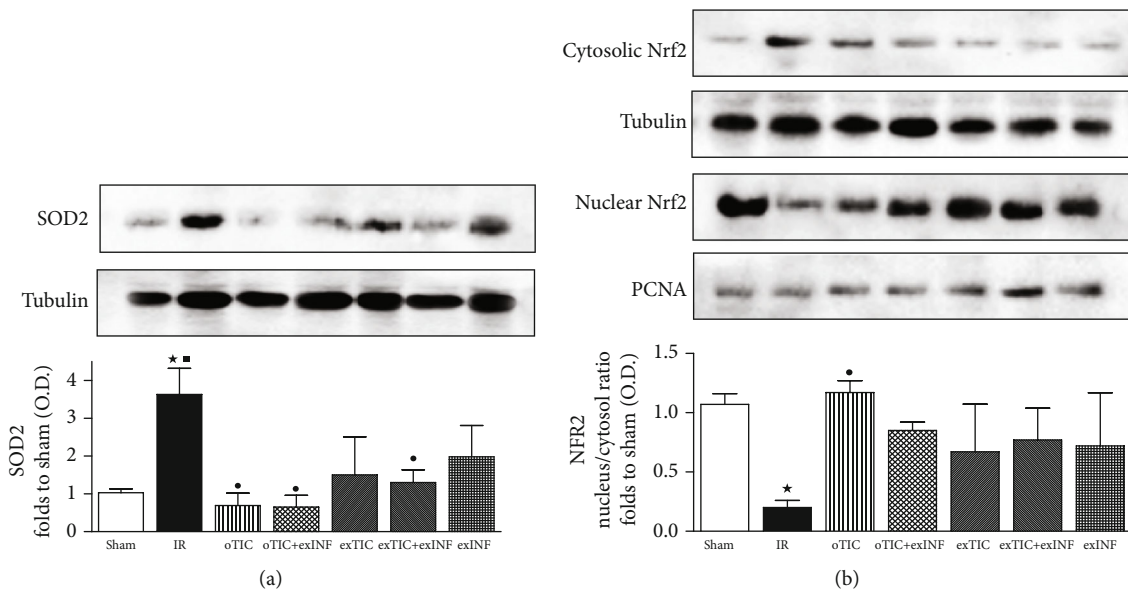 SOD2
Tubulin
SOD2
folds to sham (O.D.)
4
3
2
1
0
★ ■
●
●
●
Sham
IR
oTIC
oTIC+exINF
exTIC
exTIC+exINF
exINF
(a)
Cytosolic Nrf2
Tubulin
Nuclear Nrf2
PCNA
NFR2
nucleus/cytosol ratio
folds to sham (O.D.)
1.5
1.0
0.5
0.0
★
●
Sham
IR
oTIC
oTIC+exINF
exTIC
exTIC+exINF
exINF
(b)